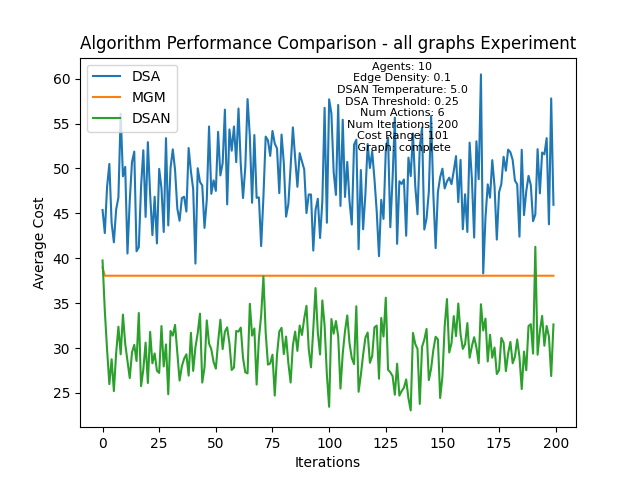 Algorithm Performance Comparison - all graphs Experiment
DSA
MGM
DSAN
Agents: 10
Edge Density: 0.1
DSAN Temperature: 5.0
DSA Threshold: 0.25
Num Actions: 6
Num Iterations: 200
Cost Range: 101
Graph: complete
Average Cost
60
55
50
45
40
35
30
25
0
25
50
75
100
125
150
175
200
Iterations